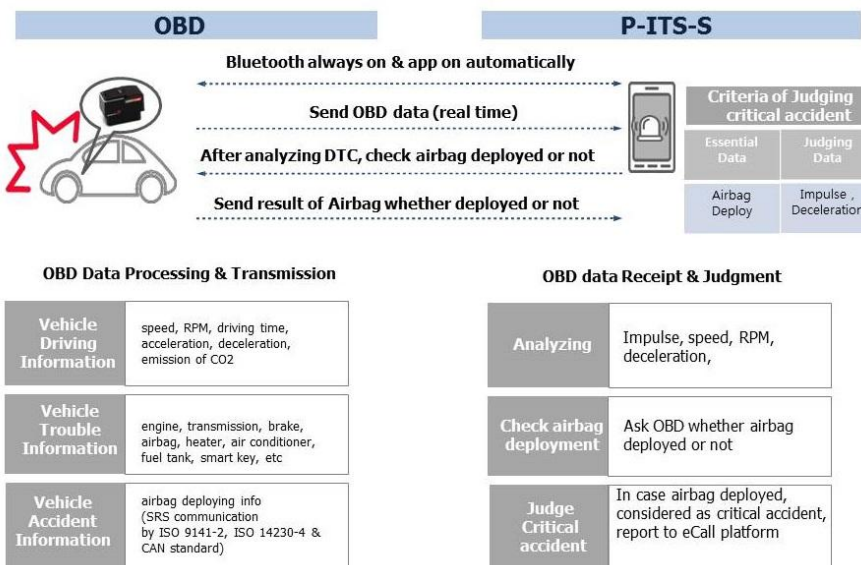 OBD
P-ITS-S
Bluetooth always on & app on automatically
Send OBD data (real time)
After analyzing DTC, check airbag deployed or not
Send result of Airbag whether deployed or not
Criteria of Judging
critical accident
Essential
Data
Judging
Data
Airbag
Deploy
Impulse ,
Deceleration
OBD Data Processing & Transmission
Vehicle
Driving
Information
speed, RPM, driving time,
acceleration, deceleration,
emission of CO2
Vehicle
Trouble
Information
engine, transmission, brake,
airbag, heater, air conditioner,
fuel tank, smart key, etc
Vehicle
Accident
Information
airbag deploying info
(SRS communication
by ISO 9141-2, ISO 14230-4 &
CAN standard)
OBD data Receipt & Judgment
Analyzing
Impulse, speed, RPM,
deceleration,
Check airbag
deployment
Ask OBD whether airbag
deployed or not
Judge
Critical
accident
In case airbag deployed,
considered as critical accident,
report to eCall platform